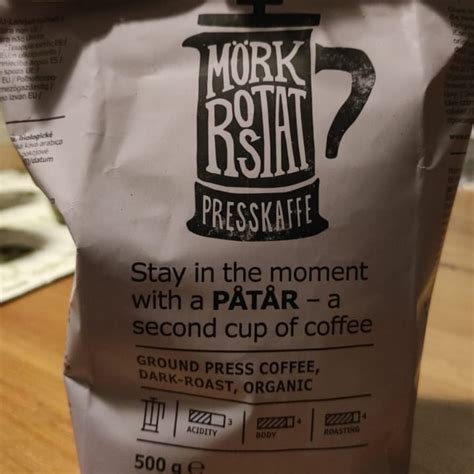 MÖRK
ROSTAT
PRESSKAFFE
Stay in the moment
with a PÅTÅR – a
second cup of coffee
GROUND PRESS COFFEE,
DARK-ROAST, ORGANIC
3
4
4
ACIDITY
BODY
ROASTING
500 g e